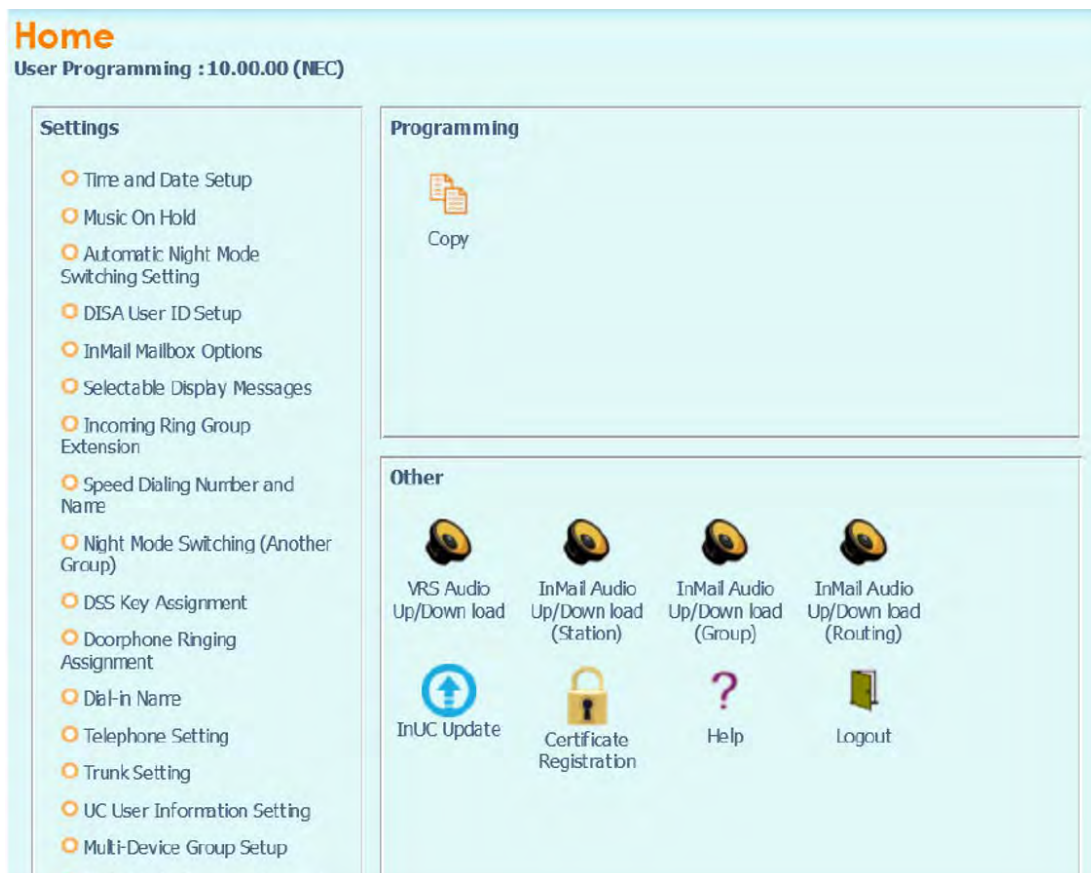 Home
User Programming :10.00.00 (NEC)
Settings
Time and Date Setup
Music On Hold
Automatic Night Mode
Switching Setting
DISA User ID Setup
InMail Mailbox Options
Selectable Display Messages
Incoming Ring Group
Extension
Speed Dialing Number and
Name
Night Mode Switching (Another
Group)
DSS Key Assignment
Doorphone Ringing
Assignment
Dial-in Name
Telephone Setting
Trunk Setting
UC User Information Setting
Multi-Device Group Setup
Programming
Copy
Other
VRS Audio
Up/Down load
InMail Audio
Up/Down load
(Station)
InMail Audio
Up/Down load
(Group)
InMail Audio
Up/Down load
(Routing)
InUC Update
Certificate
Registration
?
Help
Logout